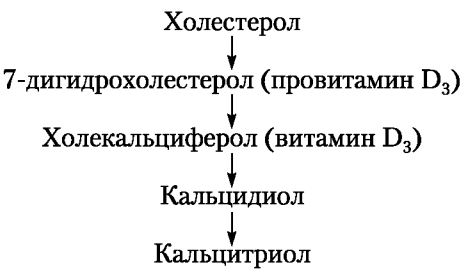 Холестерол
7-дигидрохолестерол (провитамин D₃)
Холекальциферол (витамин D₃)
Кальцидиол
Кальцитриол